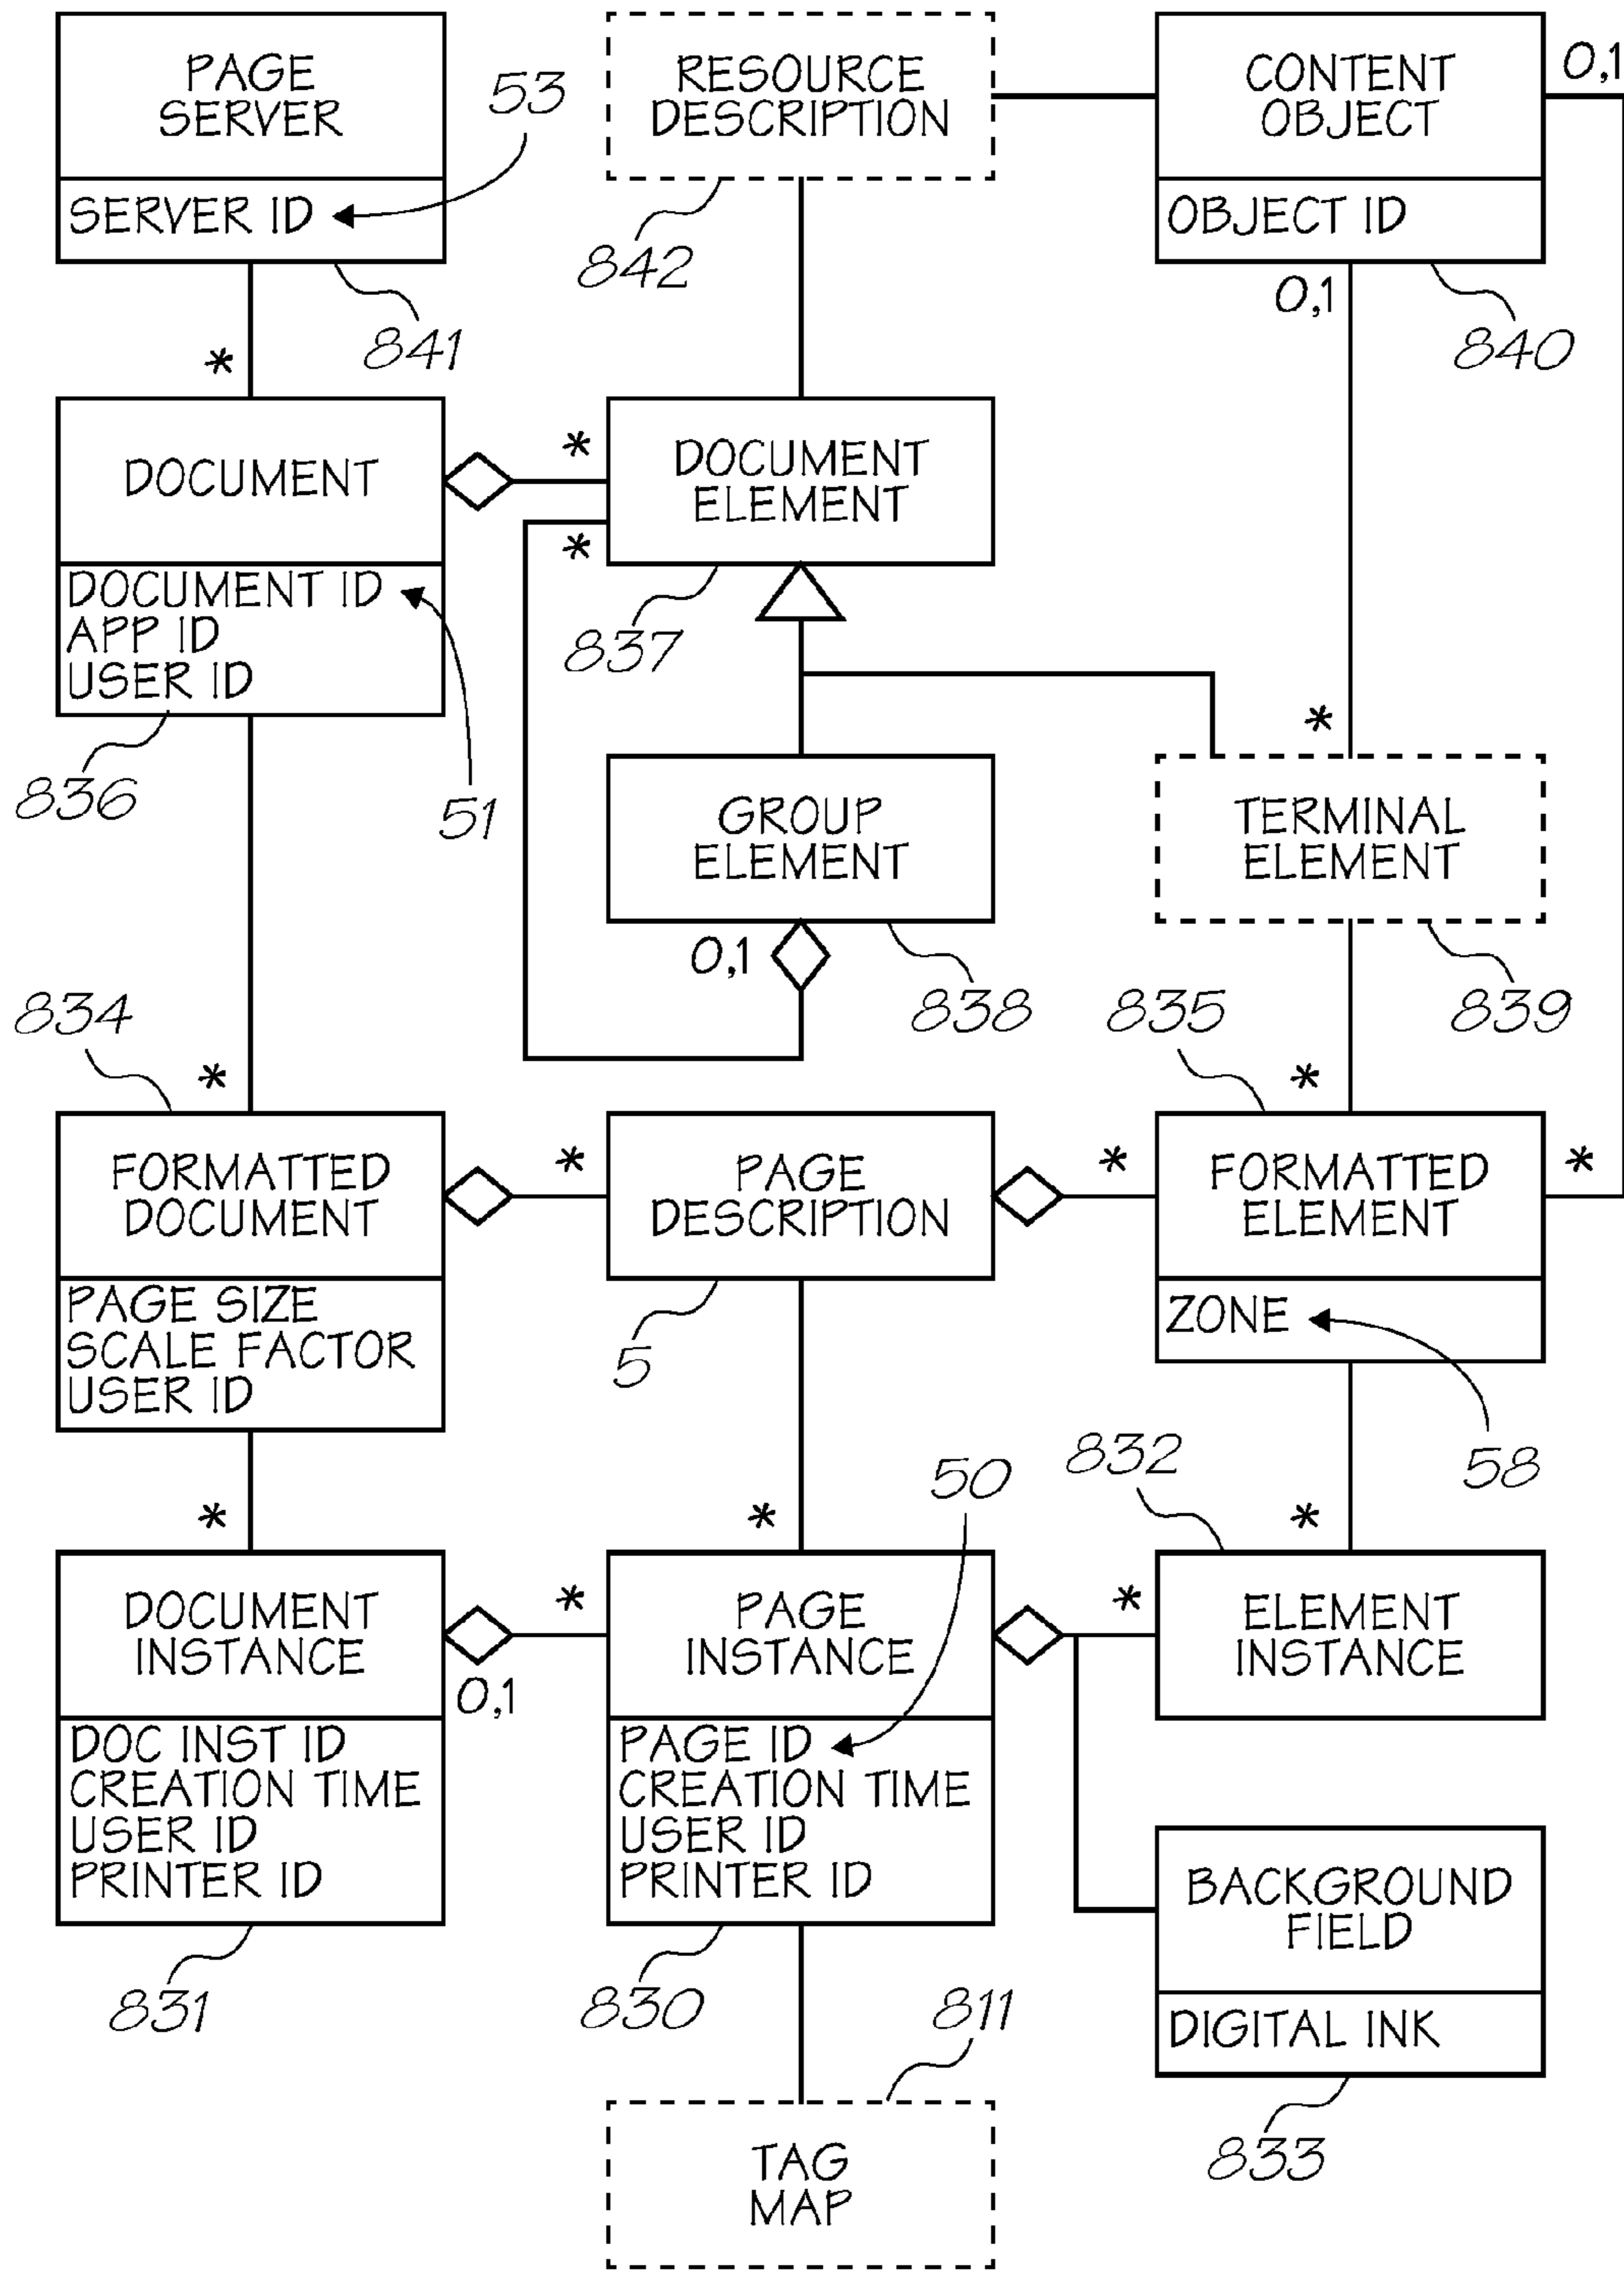 PAGE
SERVER
SERVER ID
53
841
RESOURCE
DESCRIPTION
842
CONTENT
OBJECT
OBJECT ID
0,1
0,1
840
*
DOCUMENT
DOCUMENT ID
APP ID
USER ID
836
51
*
*
DOCUMENT
ELEMENT
837
GROUP
ELEMENT
0,1
838
*
TERMINAL
ELEMENT
839
834
*
FORMATTED
DOCUMENT
PAGE SIZE
SCALE FACTOR
USER ID
*
PAGE
DESCRIPTION
5
835
*
*
FORMATTED
ELEMENT
*
ZONE
58
*
DOCUMENT
INSTANCE
0,1
DOC INST ID
CREATION TIME
USER ID
PRINTER ID
831
*
*
50
PAGE
INSTANCE
PAGE ID
CREATION TIME
USER ID
PRINTER ID
830
832
*
*
ELEMENT
INSTANCE
BACKGROUND
FIELD
DIGITAL INK
833
811
TAG
MAP